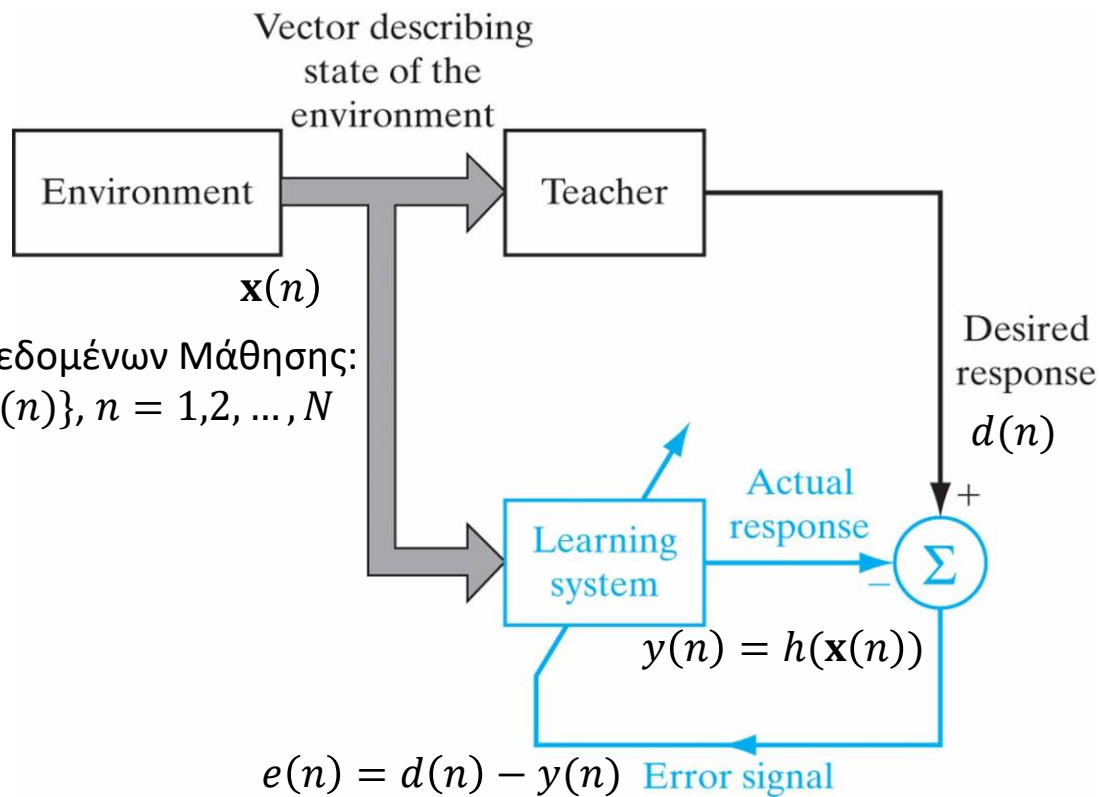 Vector describing
state of the
environment
Environment
Teacher
𝐱(𝑛)
εδομένων Μάθησης:
(𝑛)}, 𝑛 = 1,2, … , 𝑁
Desired
response
𝑑(𝑛)
+
Actual
response
Learning
system
−
Σ
𝑦(𝑛) = ℎ(𝐱(𝑛))
𝑒(𝑛) = 𝑑(𝑛) − 𝑦(𝑛) Error signal